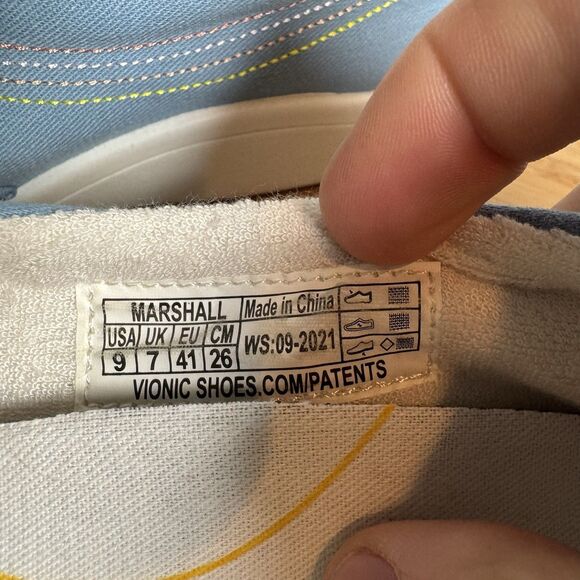 MARSHALL Made in China
USA UK EU CM
9 7 41 26 WS:09-2021
VIONIC SHOES.COM/PATENTS